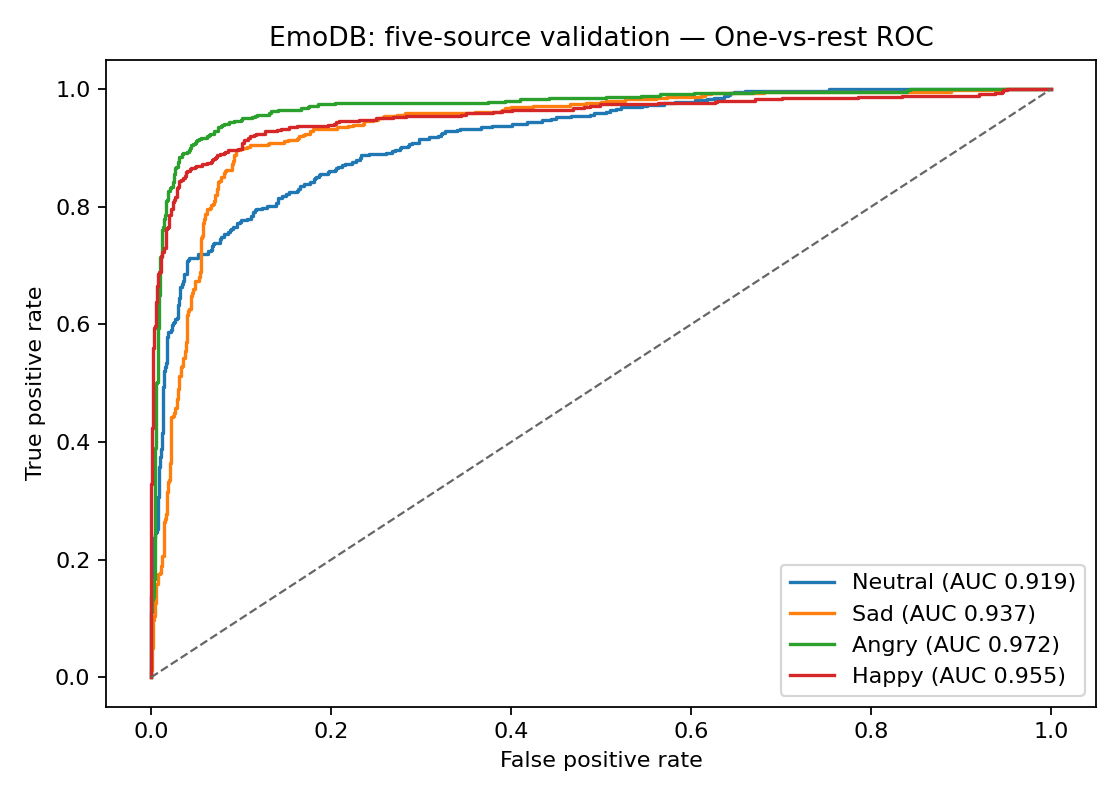 EmoDB: five-source validation — One-vs-rest ROC
True positive rate
1.0
0.8
0.6
0.4
0.2
0.0
Neutral (AUC 0.919)
Sad (AUC 0.937)
Angry (AUC 0.972)
Happy (AUC 0.955)
0.0 0.2 0.4 0.6 0.8 1.0
False positive rate